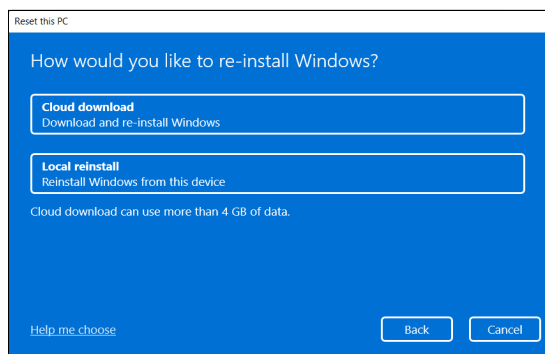 Reset this PC
How would you like to re-install Windows?
Cloud download
Download and re-install Windows
Local reinstall
Reinstall Windows from this device
Cloud download can use more than 4 GB of data.
Help me choose
Back
Cancel